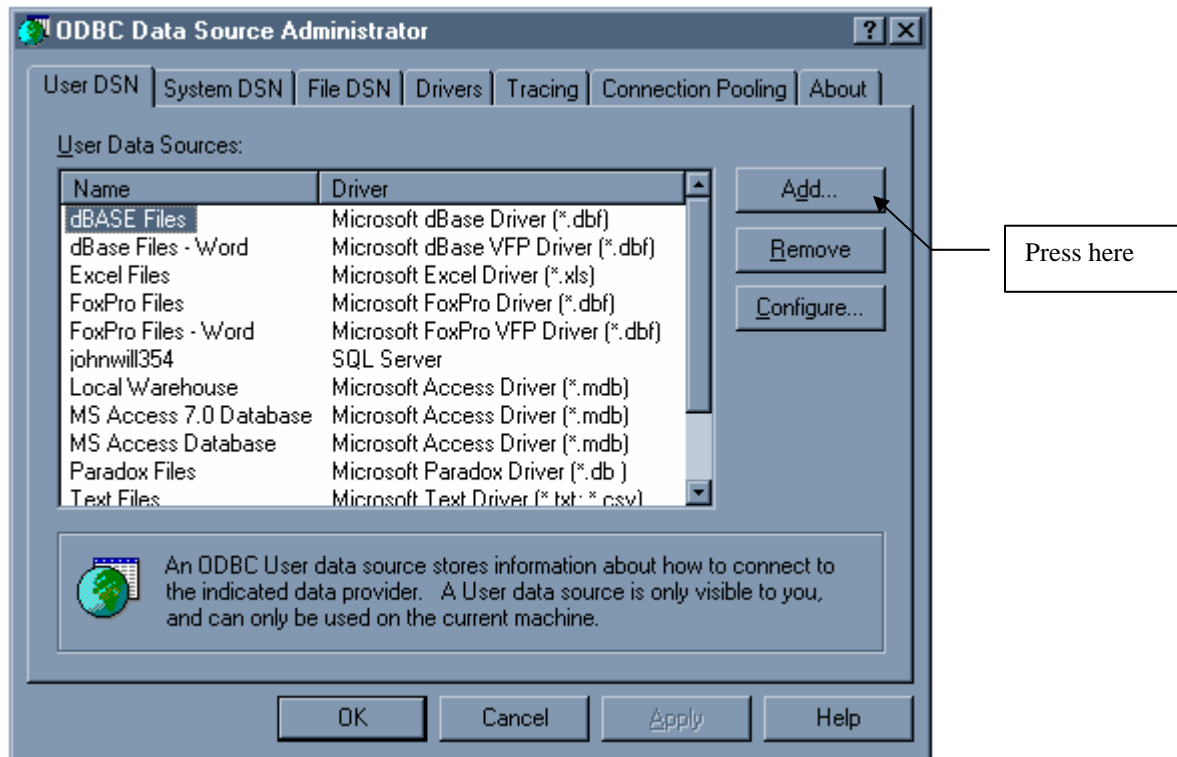 ODBC Data Source Administrator
User DSN System DSN File DSN Drivers Tracing Connection Pooling About
User Data Sources:
Name Driver
dBASE Files Microsoft dBase Driver (*.dbf)
dBase Files - Word Microsoft dBase VFP Driver (*.dbf)
Excel Files Microsoft Excel Driver (*.xls)
FoxPro Files Microsoft FoxPro Driver (*.dbf)
FoxPro Files - Word Microsoft FoxPro VFP Driver (*.dbf)
johnwill354 SQL Server
Local Warehouse Microsoft Access Driver (*.mdb)
MS Access 7.0 Database Microsoft Access Driver (*.mdb)
MS Access Database Microsoft Access Driver (*.mdb)
Paradox Files Microsoft Paradox Driver (*.db )
Text Files Microsoft Text Driver (*.txt; *.csv)
Add...
Remove
Configure...
Press here
An ODBC User data source stores information about how to connect to
the indicated data provider. A User data source is only visible to you,
and can only be used on the current machine.
OK Cancel Apply Help